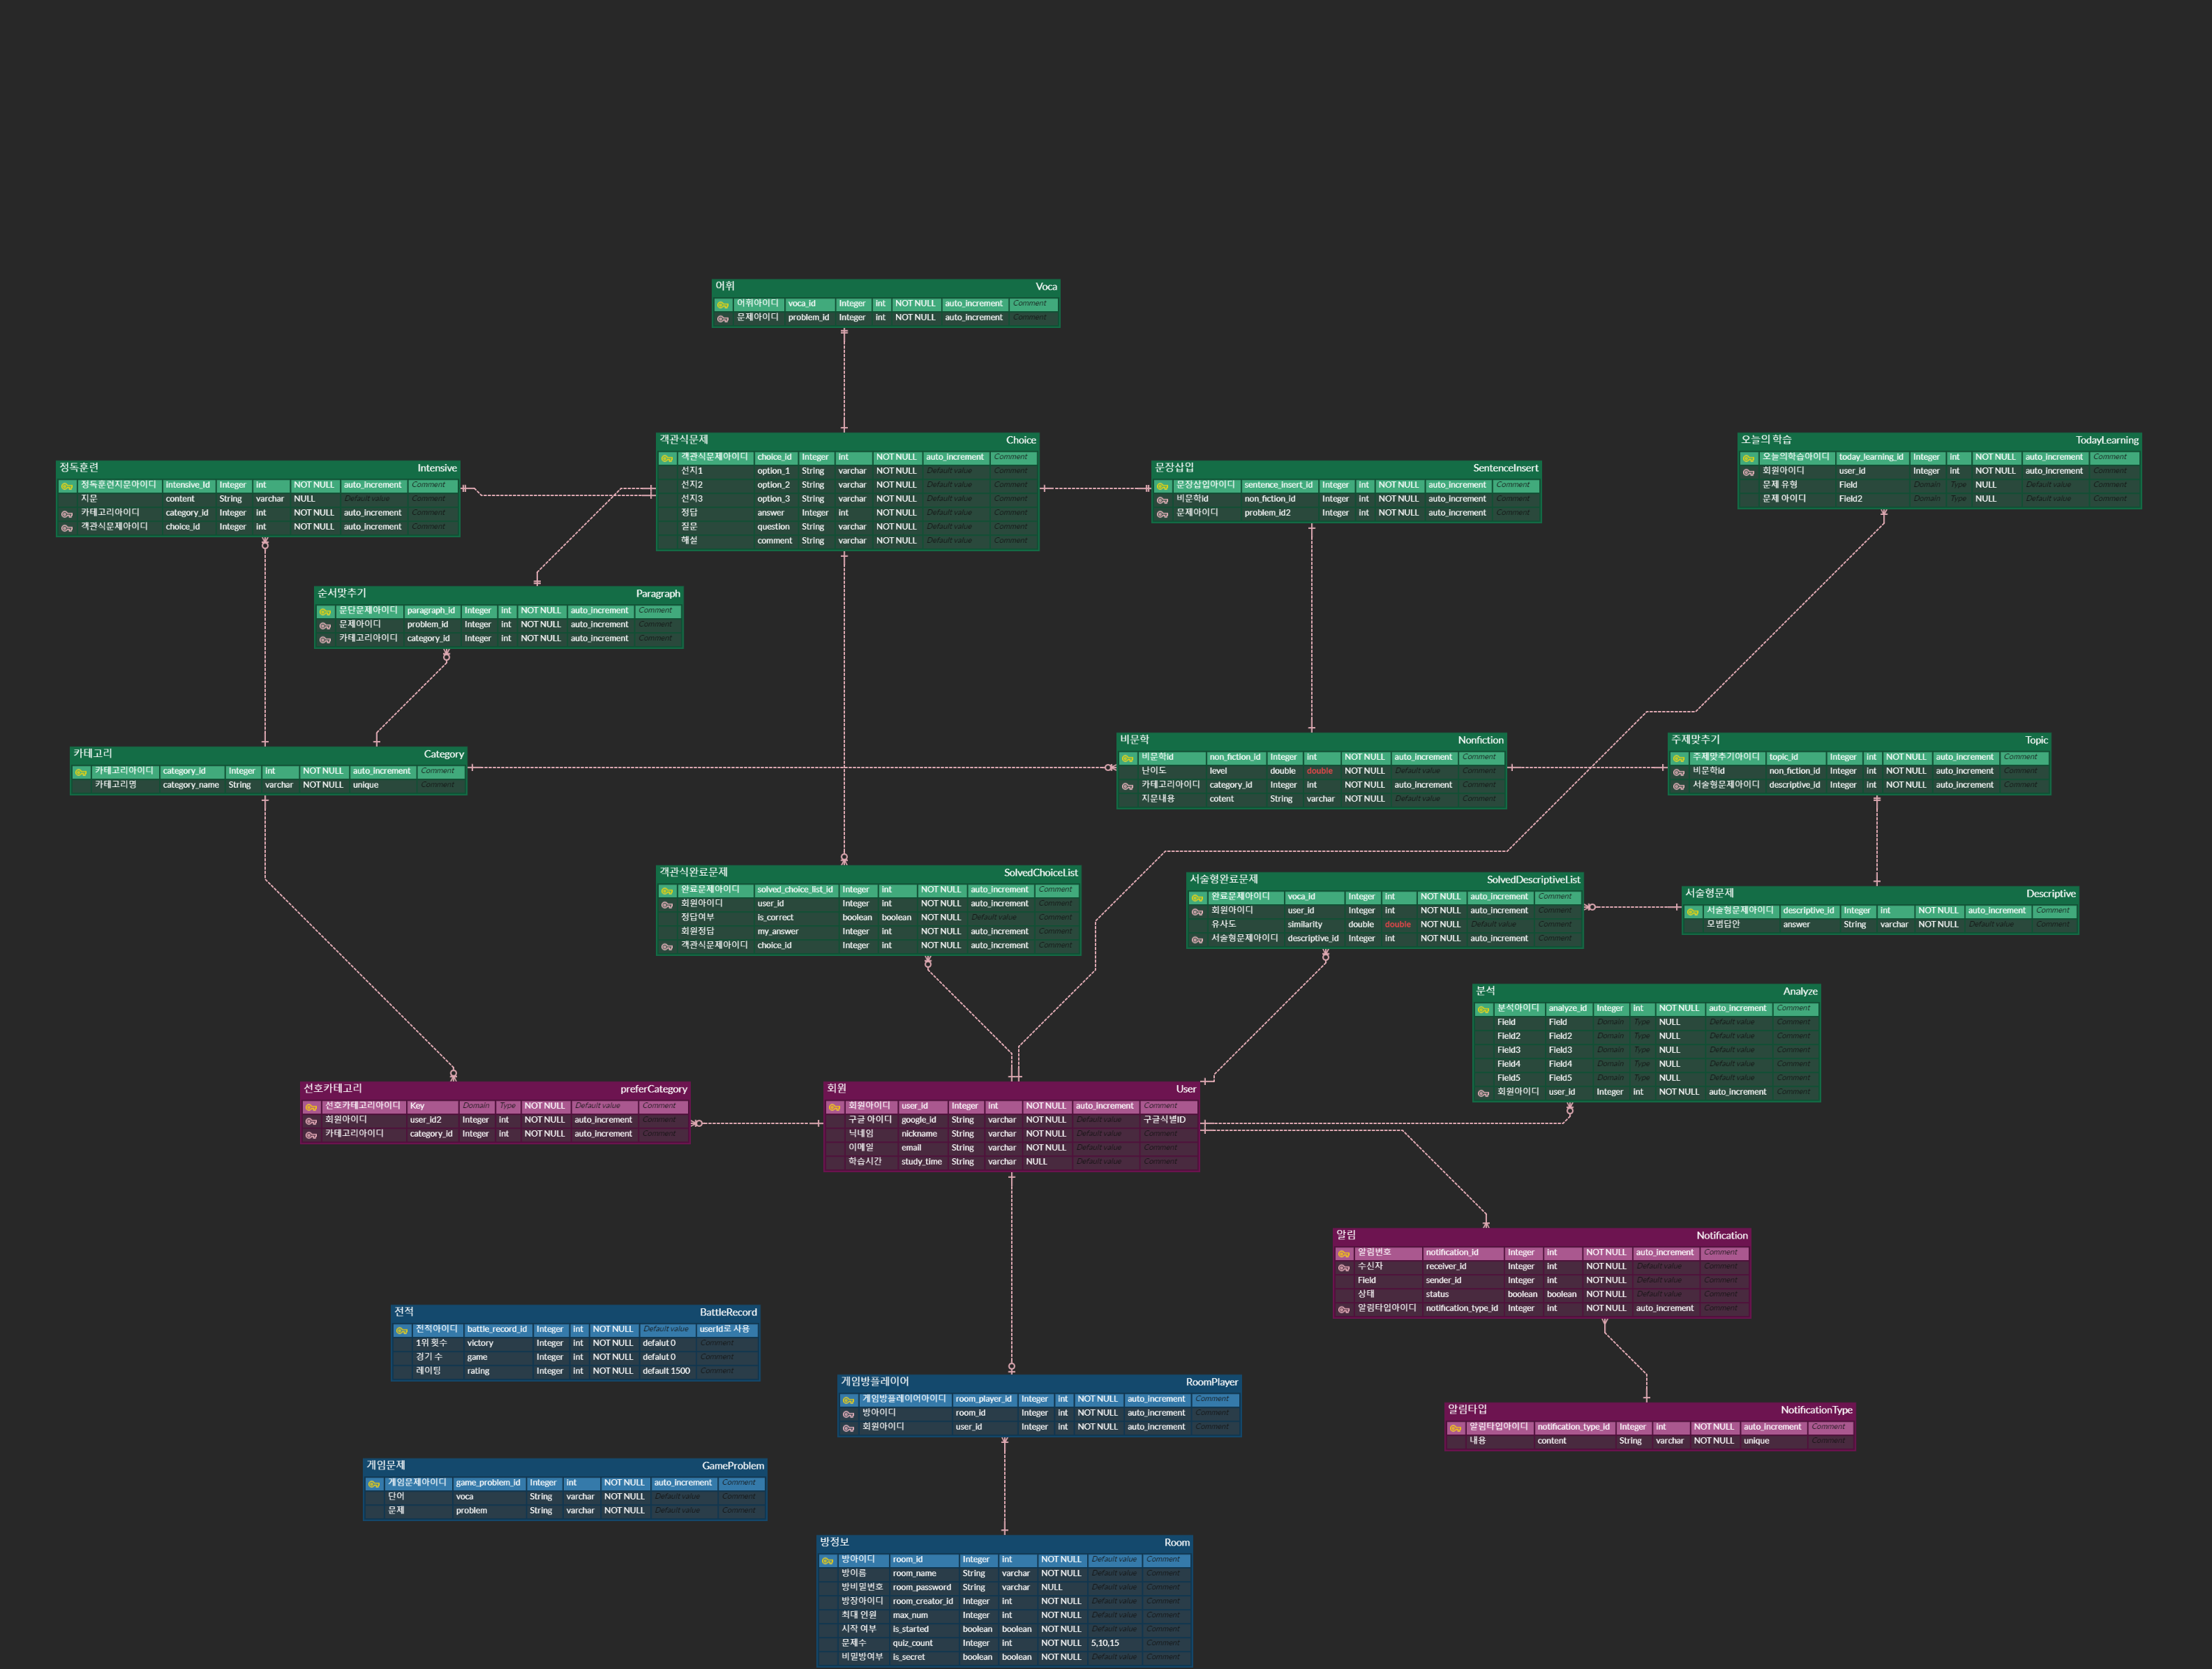 어휘 Voca
어휘아이디 voca_id Integer int NOT NULL auto_increment Comment
문제아이디 problem_id Integer int NOT NULL auto_increment Comment
객관식문제 Choice
객관식문제아이디 choice_id Integer int NOT NULL auto_increment Comment
선지1 option_1 String varchar NOT NULL Default value Comment
선지2 option_2 String varchar NOT NULL Default value Comment
선지3 option_3 String varchar NOT NULL Default value Comment
정답 answer Integer int NOT NULL Default value Comment
질문 question String varchar NOT NULL Default value Comment
해설 comment String varchar NOT NULL Default value Comment
오늘의 학습 TodayLearning
오늘의학습아이디 today_learning_id Integer int NOT NULL auto_increment Comment
회원아이디 user_id Integer int NOT NULL auto_increment Comment
문제 유형 Field Domain Type NULL Default value Comment
문제 아이디 Field2 Domain Type NULL Default value Comment
정독훈련 Intensive
정독훈련지문아이디 Intensive_Id Integer int NOT NULL auto_increment Comment
지문 content String varchar NULL Default value Comment
카테고리아이디 category_id Integer int NOT NULL auto_increment Comment
객관식문제아이디 choice_id Integer int NOT NULL auto_increment Comment
문장삽입 SentenceInsert
문장삽입아이디 sentence_insert_id Integer int NOT NULL auto_increment Comment
비문학id non_fiction_id Integer int NOT NULL auto_increment Comment
문제아이디 problem_id2 Integer int NOT NULL auto_increment Comment
순서맞추기 Paragraph
문단문제아이디 paragraph_id Integer int NOT NULL auto_increment Comment
문제아이디 problem_id Integer int NOT NULL auto_increment Comment
카테고리아이디 category_id Integer int NOT NULL auto_increment Comment
카테고리 Category
카테고리아이디 category_id Integer int NOT NULL auto_increment Comment
카테고리명 category_name String varchar NOT NULL unique Comment
비문학 Nonfiction
비문학id non_fiction_id Integer int NOT NULL auto_increment Comment
난이도 level double double NOT NULL Default value Comment
카테고리아이디 category_id Integer int NOT NULL auto_increment Comment
지문내용 cotent String varchar NOT NULL Default value Comment
주제맞추기 Topic
주제맞추기아이디 topic_id Integer int NOT NULL auto_increment Comment
비문학id non_fiction_id Integer int NOT NULL auto_increment Comment
서술형문제아이디 descriptive_id Integer int NOT NULL auto_increment Comment
객관식완료문제 SolvedChoiceList
완료문제아이디 solved_choice_list_id Integer int NOT NULL auto_increment Comment
회원아이디 user_id Integer int NOT NULL auto_increment Comment
정답여부 is_correct boolean boolean NOT NULL Default value Comment
회원정답 my_answer Integer int NOT NULL auto_increment Comment
객관식문제아이디 choice_id Integer int NOT NULL auto_increment Comment
서술형완료문제 SolvedDescriptiveList
완료문제아이디 voca_id Integer int NOT NULL auto_increment Comment
회원아이디 user_id Integer int NOT NULL auto_increment Comment
유사도 similarity double double NOT NULL Default value Comment
서술형문제아이디 descriptive_id Integer int NOT NULL auto_increment Comment
서술형문제 Descriptive
서술형문제아이디 descriptive_id Integer int NOT NULL auto_increment Comment
모범답안 answer String varchar NOT NULL Default value Comment
분석 Analyze
분석아이디 analyze_id Integer int NOT NULL auto_increment Comment
Field Field Domain Type NULL Default value Comment
Field2 Field2 Domain Type NULL Default value Comment
Field3 Field3 Domain Type NULL Default value Comment
Field4 Field4 Domain Type NULL Default value Comment
Field5 Field5 Domain Type NULL Default value Comment
회원아이디 user_id Integer int NOT NULL auto_increment Comment
선호카테고리 preferCategory
선호카테고리아이디 Key Domain Type NOT NULL Default value Comment
회원아이디 user_id2 Integer int NOT NULL auto_increment Comment
카테고리아이디 category_id Integer int NOT NULL auto_increment Comment
회원 User
회원아이디 user_id Integer int NOT NULL auto_increment Comment
구글 아이디 google_id String varchar NOT NULL Default value 구글식별ID
닉네임 nickname String varchar NOT NULL Default value Comment
이메일 email String varchar NOT NULL Default value Comment
학습시간 study_time String varchar NULL Default value Comment
알림 Notification
알림번호 notification_id Integer int NOT NULL auto_increment Comment
수신자 receiver_id Integer int NOT NULL Default value Comment
Field sender_id Integer int NOT NULL Default value Comment
상태 status boolean boolean NOT NULL Default value Comment
알림타입아이디 notification_type_id Integer int NOT NULL auto_increment Comment
전적 BattleRecord
전적아이디 battle_record_id Integer int NOT NULL Default value userId로 사용
1위 횟수 victory Integer int NOT NULL defalut 0 Comment
경기 수 game Integer int NOT NULL defalut 0 Comment
레이팅 rating Integer int NOT NULL default 1500 Comment
게임방플레이어 RoomPlayer
게임방플레이어아이디 room_player_id Integer int NOT NULL auto_increment Comment
방아이디 room_id Integer int NOT NULL auto_increment Comment
회원아이디 user_id Integer int NOT NULL auto_increment Comment
알림타입 NotificationType
알림타입아이디 notification_type_id Integer int NOT NULL auto_increment Comment
내용 content String varchar NOT NULL unique Comment
게임문제 GameProblem
게임문제아이디 game_problem_id Integer int NOT NULL auto_increment Comment
단어 voca String varchar NOT NULL Default value Comment
문제 problem String varchar NOT NULL Default value Comment
방정보 Room
방아이디 room_id Integer int NOT NULL Default value Comment
방이름 room_name String varchar NOT NULL Default value Comment
방비밀번호 room_password String varchar NULL Default value Comment
방장아이디 room_creator_id Integer int NOT NULL Default value Comment
최대 인원 max_num Integer int NOT NULL Default value Comment
시작 여부 is_started boolean boolean NOT NULL Default value Comment
문제수 quiz_count Integer int NOT NULL 5,10,15 Comment
비밀방여부 is_secret boolean boolean NOT NULL Default value Comment